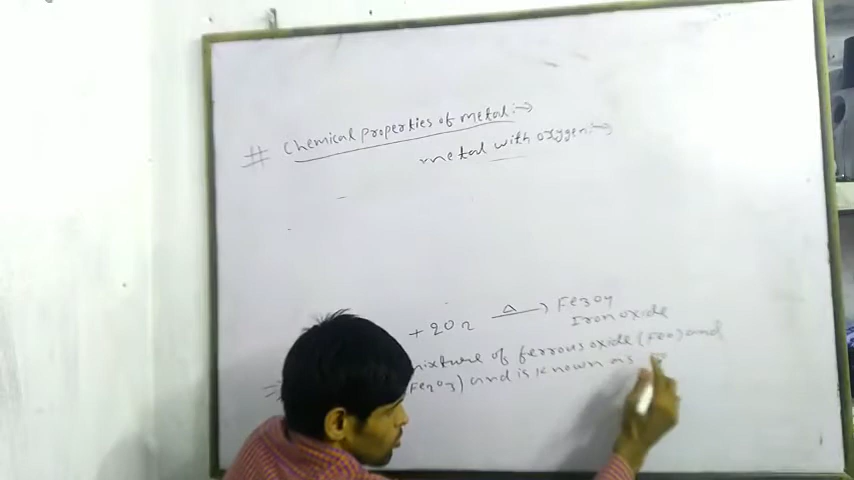 # Chemical properties of metal:→
metal with oxygen:→
+ 2O2 —Δ→ Fe3O4
Iron oxide
mixture of ferrous oxide (FeO) and
Fe2O3) and is known as